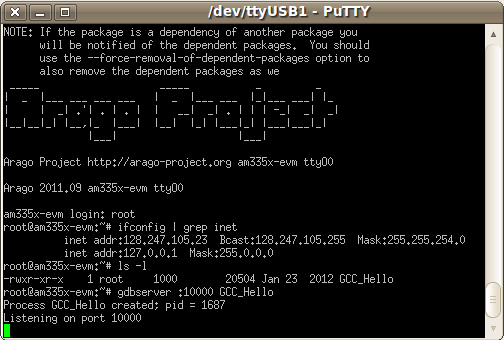 /dev/ttyUSB1 - PuTTY
NOTE: If the package is a dependency of another package you
will be notified of the dependent packages.  You should
use the --force-removal-of-dependent-packages option to
also remove the dependent packages as we
Arago Project
Arago Project http://arago-project.org am335x-evm ttyO0
Arago 2011.09 am335x-evm ttyO0
am335x-evm login: root
root@am335x-evm:~# ifconfig | grep inet
inet addr:128.247.105.23  Bcast:128.247.105.255  Mask:255.255.254.0
inet addr:127.0.0.1  Mask:255.0.0.0
root@am335x-evm:~# ls -l
-rwxr-xr-x    1 root     1000        20504 Jan 23  2012 GCC_Hello
root@am335x-evm:~# gdbserver :10000 GCC_Hello
Process GCC_Hello created; pid = 1687
Listening on port 10000